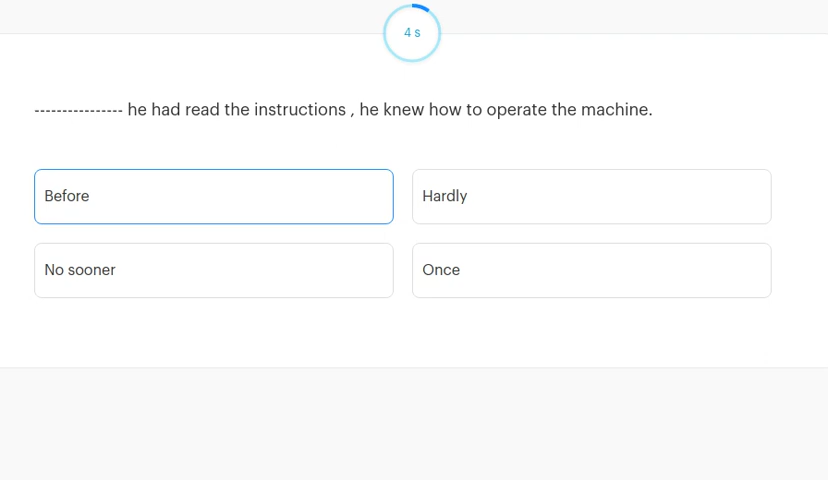 4 s
---------------- he had read the instructions , he knew how to operate the machine.
Before
Hardly
No sooner
Once